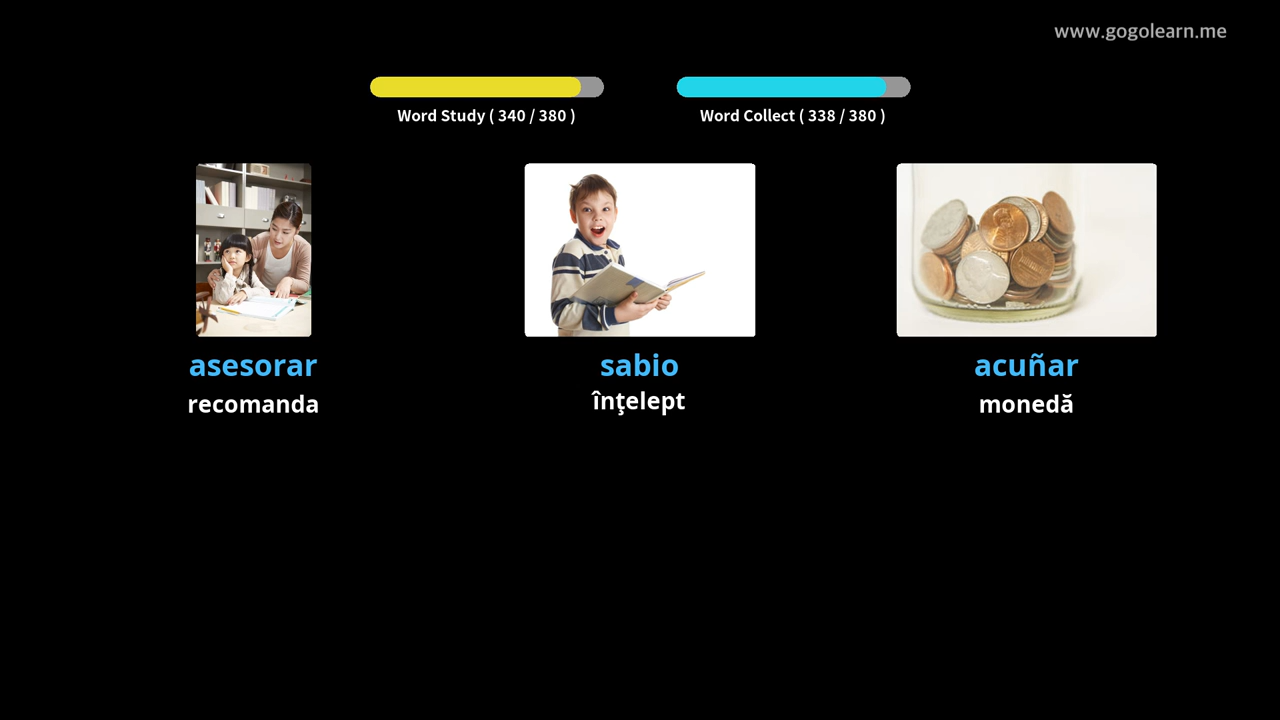 www.gogolearn.me
Word Study ( 340 / 380 )
Word Collect ( 338 / 380 )
asesorar
recomanda
sabio
înţelept
acuñar
monedă